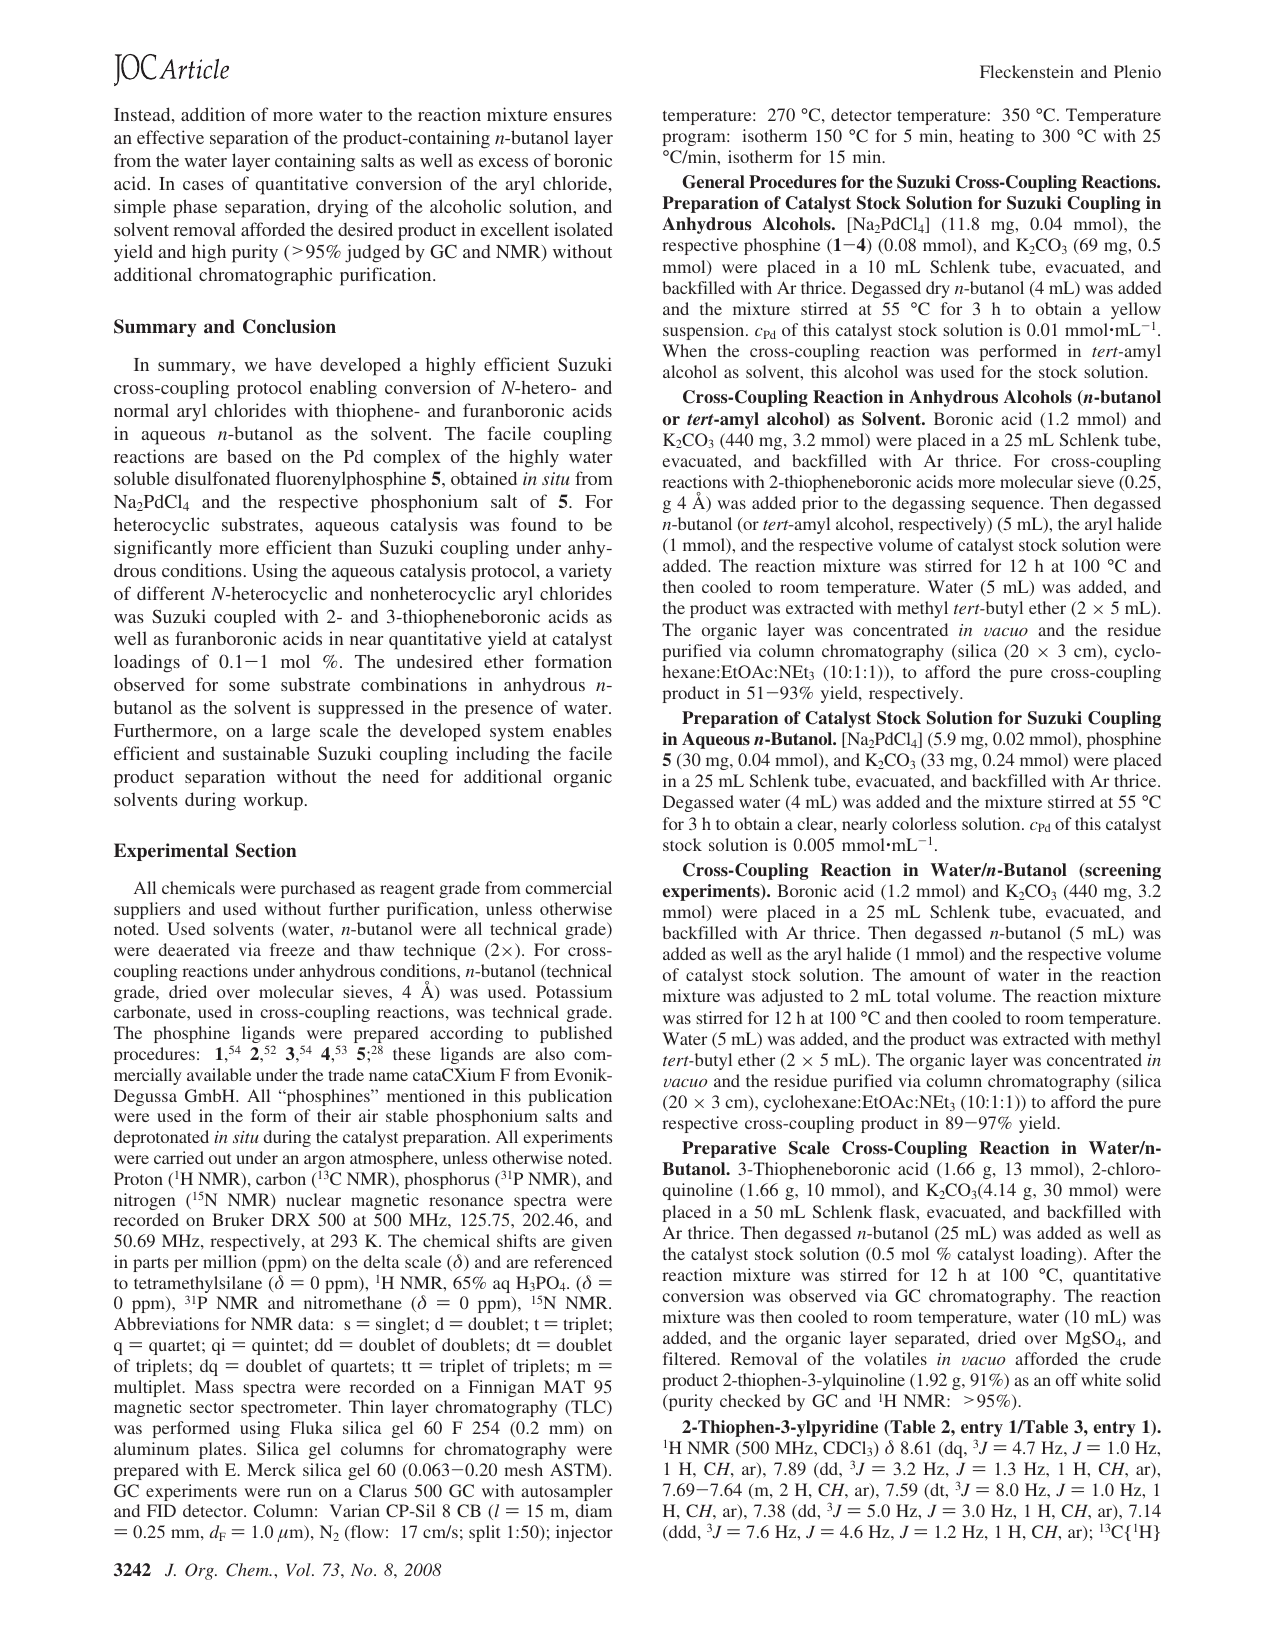 JOC Article
Fleckenstein and Plenio
Instead, addition of more water to the reaction mixture ensures
an effective separation of the product-containing n-butanol layer
from the water layer containing salts as well as excess of boronic
acid. In cases of quantitative conversion of the aryl chloride,
simple phase separation, drying of the alcoholic solution, and
solvent removal afforded the desired product in excellent isolated
yield and high purity (>95% judged by GC and NMR) without
additional chromatographic purification.
Summary and Conclusion
In summary, we have developed a highly efficient Suzuki
cross-coupling protocol enabling conversion of N-hetero- and
normal aryl chlorides with thiophene- and furanboronic acids
in aqueous n-butanol as the solvent. The facile coupling
reactions are based on the Pd complex of the highly water
soluble disulfonated fluorenylphosphine 5, obtained in situ from
Na₂PdCl₄ and the respective phosphonium salt of 5. For
heterocyclic substrates, aqueous catalysis was found to be
significantly more efficient than Suzuki coupling under anhy-
drous conditions. Using the aqueous catalysis protocol, a variety
of different N-heterocyclic and nonheterocyclic aryl chlorides
was Suzuki coupled with 2- and 3-thiopheneboronic acids as
well as furanboronic acids in near quantitative yield at catalyst
loadings of 0.1−1 mol %. The undesired ether formation
observed for some substrate combinations in anhydrous n-
butanol as the solvent is suppressed in the presence of water.
Furthermore, on a large scale the developed system enables
efficient and sustainable Suzuki coupling including the facile
product separation without the need for additional organic
solvents during workup.
Experimental Section
All chemicals were purchased as reagent grade from commercial
suppliers and used without further purification, unless otherwise
noted. Used solvents (water, n-butanol were all technical grade)
were deaerated via freeze and thaw technique (2×). For cross-
coupling reactions under anhydrous conditions, n-butanol (technical
grade, dried over molecular sieves, 4 Å) was used. Potassium
carbonate, used in cross-coupling reactions, was technical grade.
The phosphine ligands were prepared according to published
procedures: 1,⁵⁴ 2,⁵² 3,⁵⁴ 4,⁵³ 5;²⁸ these ligands are also com-
mercially available under the trade name cataCXium F from Evonik-
Degussa GmbH. All “phosphines” mentioned in this publication
were used in the form of their air stable phosphonium salts and
deprotonated in situ during the catalyst preparation. All experiments
were carried out under an argon atmosphere, unless otherwise noted.
Proton (¹H NMR), carbon (¹³C NMR), phosphorus (³¹P NMR), and
nitrogen (¹⁵N NMR) nuclear magnetic resonance spectra were
recorded on Bruker DRX 500 at 500 MHz, 125.75, 202.46, and
50.69 MHz, respectively, at 293 K. The chemical shifts are given
in parts per million (ppm) on the delta scale (δ) and are referenced
to tetramethylsilane (δ = 0 ppm), ¹H NMR, 65% aq H₃PO₄. (δ =
0 ppm), ³¹P NMR and nitromethane (δ = 0 ppm), ¹⁵N NMR.
Abbreviations for NMR data: s = singlet; d = doublet; t = triplet;
q = quartet; qi = quintet; dd = doublet of doublets; dt = doublet
of triplets; dq = doublet of quartets; tt = triplet of triplets; m =
multiplet. Mass spectra were recorded on a Finnigan MAT 95
magnetic sector spectrometer. Thin layer chromatography (TLC)
was performed using Fluka silica gel 60 F 254 (0.2 mm) on
aluminum plates. Silica gel columns for chromatography were
prepared with E. Merck silica gel 60 (0.063−0.20 mesh ASTM).
GC experiments were run on a Clarus 500 GC with autosampler
and FID detector. Column: Varian CP-Sil 8 CB (l = 15 m, diam
= 0.25 mm, dF = 1.0 μm), N₂ (flow: 17 cm/s; split 1:50); injector
temperature: 270 °C, detector temperature: 350 °C. Temperature
program: isotherm 150 °C for 5 min, heating to 300 °C with 25
°C/min, isotherm for 15 min.
General Procedures for the Suzuki Cross-Coupling Reactions.
Preparation of Catalyst Stock Solution for Suzuki Coupling in
Anhydrous Alcohols. [Na₂PdCl₄] (11.8 mg, 0.04 mmol), the
respective phosphine (1−4) (0.08 mmol), and K₂CO₃ (69 mg, 0.5
mmol) were placed in a 10 mL Schlenk tube, evacuated, and
backfilled with Ar thrice. Degassed dry n-butanol (4 mL) was added
and the mixture stirred at 55 °C for 3 h to obtain a yellow
suspension. cPd of this catalyst stock solution is 0.01 mmol·mL⁻¹.
When the cross-coupling reaction was performed in tert-amyl
alcohol as solvent, this alcohol was used for the stock solution.
Cross-Coupling Reaction in Anhydrous Alcohols (n-butanol
or tert-amyl alcohol) as Solvent. Boronic acid (1.2 mmol) and
K₂CO₃ (440 mg, 3.2 mmol) were placed in a 25 mL Schlenk tube,
evacuated, and backfilled with Ar thrice. For cross-coupling
reactions with 2-thiopheneboronic acids more molecular sieve (0.25,
g 4 Å) was added prior to the degassing sequence. Then degassed
n-butanol (or tert-amyl alcohol, respectively) (5 mL), the aryl halide
(1 mmol), and the respective volume of catalyst stock solution were
added. The reaction mixture was stirred for 12 h at 100 °C and
then cooled to room temperature. Water (5 mL) was added, and
the product was extracted with methyl tert-butyl ether (2 × 5 mL).
The organic layer was concentrated in vacuo and the residue
purified via column chromatography (silica (20 × 3 cm), cyclo-
hexane:EtOAc:NEt₃ (10:1:1)), to afford the pure cross-coupling
product in 51−93% yield, respectively.
Preparation of Catalyst Stock Solution for Suzuki Coupling
in Aqueous n-Butanol. [Na₂PdCl₄] (5.9 mg, 0.02 mmol), phosphine
5 (30 mg, 0.04 mmol), and K₂CO₃ (33 mg, 0.24 mmol) were placed
in a 25 mL Schlenk tube, evacuated, and backfilled with Ar thrice.
Degassed water (4 mL) was added and the mixture stirred at 55 °C
for 3 h to obtain a clear, nearly colorless solution. cPd of this catalyst
stock solution is 0.005 mmol·mL⁻¹.
Cross-Coupling Reaction in Water/n-Butanol (screening
experiments). Boronic acid (1.2 mmol) and K₂CO₃ (440 mg, 3.2
mmol) were placed in a 25 mL Schlenk tube, evacuated, and
backfilled with Ar thrice. Then degassed n-butanol (5 mL) was
added as well as the aryl halide (1 mmol) and the respective volume
of catalyst stock solution. The amount of water in the reaction
mixture was adjusted to 2 mL total volume. The reaction mixture
was stirred for 12 h at 100 °C and then cooled to room temperature.
Water (5 mL) was added, and the product was extracted with methyl
tert-butyl ether (2 × 5 mL). The organic layer was concentrated in
vacuo and the residue purified via column chromatography (silica
(20 × 3 cm), cyclohexane:EtOAc:NEt₃ (10:1:1)) to afford the pure
respective cross-coupling product in 89−97% yield.
Preparative Scale Cross-Coupling Reaction in Water/n-
Butanol. 3-Thiopheneboronic acid (1.66 g, 13 mmol), 2-chloro-
quinoline (1.66 g, 10 mmol), and K₂CO₃(4.14 g, 30 mmol) were
placed in a 50 mL Schlenk flask, evacuated, and backfilled with
Ar thrice. Then degassed n-butanol (25 mL) was added as well as
the catalyst stock solution (0.5 mol % catalyst loading). After the
reaction mixture was stirred for 12 h at 100 °C, quantitative
conversion was observed via GC chromatography. The reaction
mixture was then cooled to room temperature, water (10 mL) was
added, and the organic layer separated, dried over MgSO₄, and
filtered. Removal of the volatiles in vacuo afforded the crude
product 2-thiophen-3-ylquinoline (1.92 g, 91%) as an off white solid
(purity checked by GC and ¹H NMR: >95%).
2-Thiophen-3-ylpyridine (Table 2, entry 1/Table 3, entry 1).
¹H NMR (500 MHz, CDCl₃) δ 8.61 (dq, ³J = 4.7 Hz, J = 1.0 Hz,
1 H, CH, ar), 7.89 (dd, ³J = 3.2 Hz, J = 1.3 Hz, 1 H, CH, ar),
7.69−7.64 (m, 2 H, CH, ar), 7.59 (dt, ³J = 8.0 Hz, J = 1.0 Hz, 1
H, CH, ar), 7.38 (dd, ³J = 5.0 Hz, J = 3.0 Hz, 1 H, CH, ar), 7.14
(ddd, ³J = 7.6 Hz, J = 4.6 Hz, J = 1.2 Hz, 1 H, CH, ar); ¹³C{¹H}
3242 J. Org. Chem., Vol. 73, No. 8, 2008